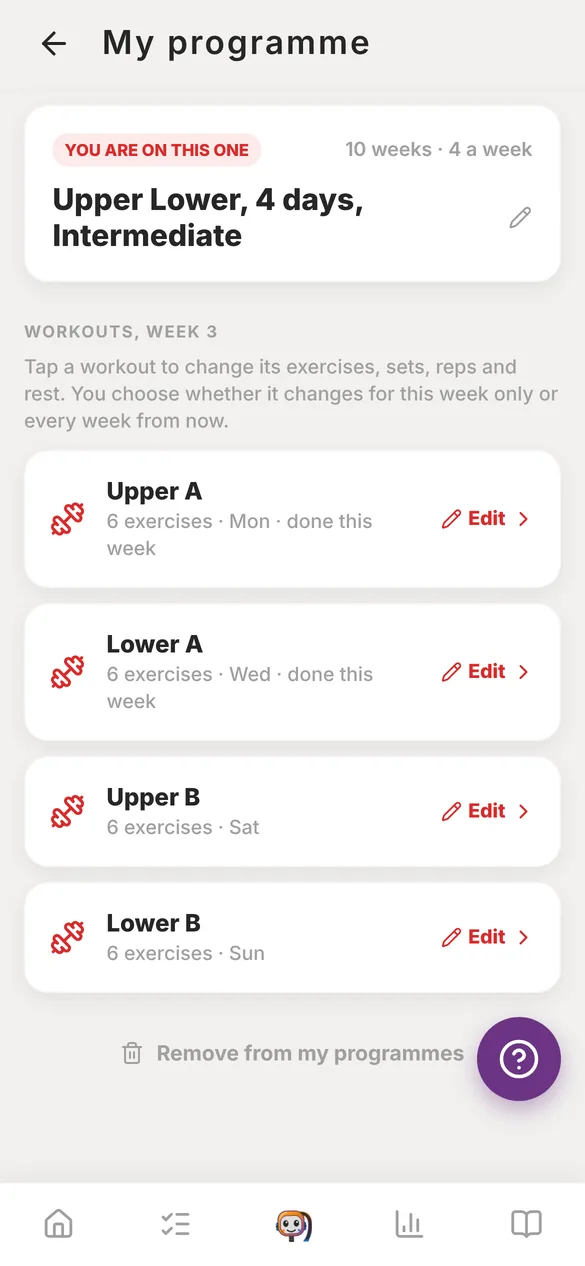 My programme
YOU ARE ON THIS ONE
10 weeks · 4 a week
Upper Lower, 4 days,
Intermediate
WORKOUTS, WEEK 3
Tap a workout to change its exercises, sets, reps and
rest. You choose whether it changes for this week only or
every week from now.
Upper A
6 exercises · Mon · done this
week
Edit
Lower A
6 exercises · Wed · done this
week
Edit
Upper B
6 exercises · Sat
Edit
Lower B
6 exercises · Sun
Edit
Remove from my programmes
?